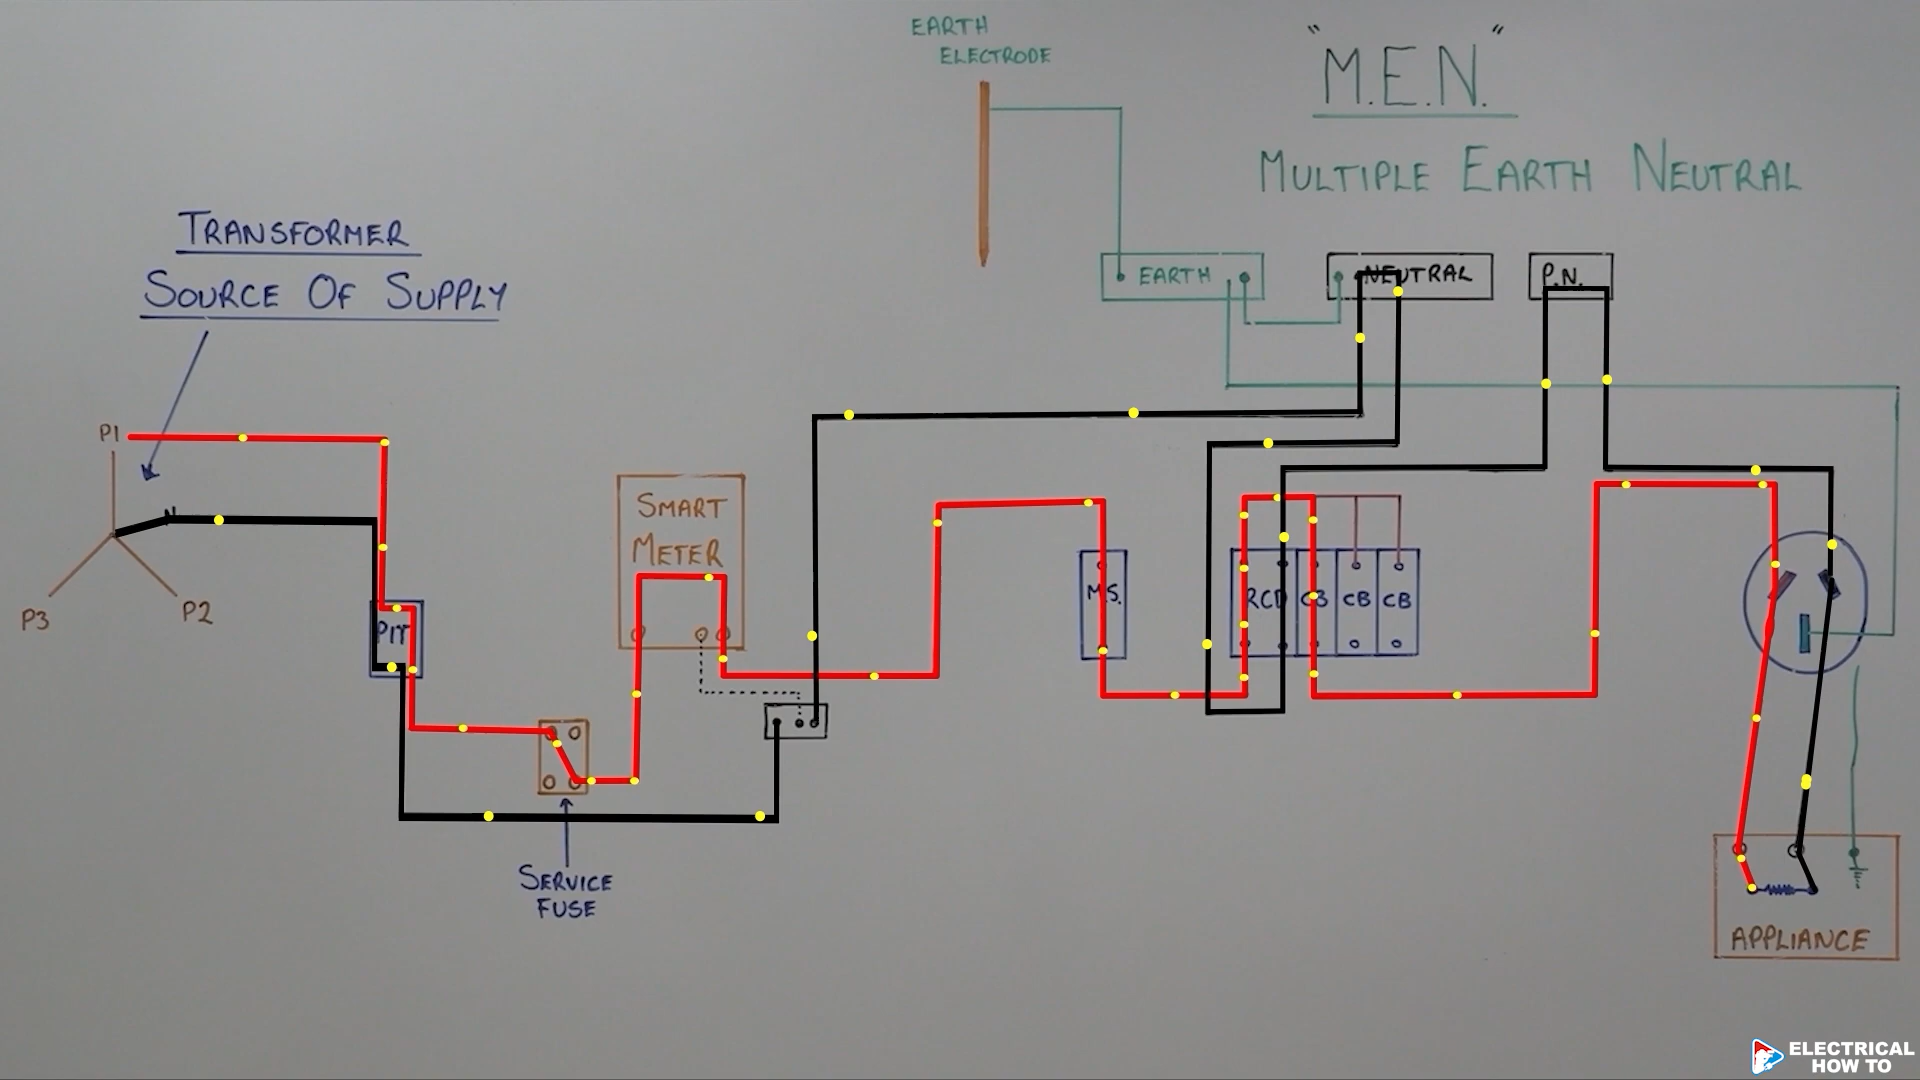 EARTH
ELECTRODE
"M.E.N."
MULTIPLE EARTH NEUTRAL
TRANSFORMER
SOURCE OF SUPPLY
EARTH
NEUTRAL
P.N.
P1
N
P3
P2
PIT
SMART
METER
M.S.
RCD
CB
CB
CB
SERVICE
FUSE
APPLIANCE
ELECTRICAL
HOW TO